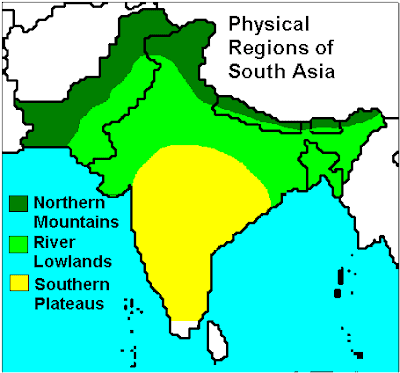 Physical
Regions of
South Asia
Northern
Mountains
River
Lowlands
Southern
Plateaus